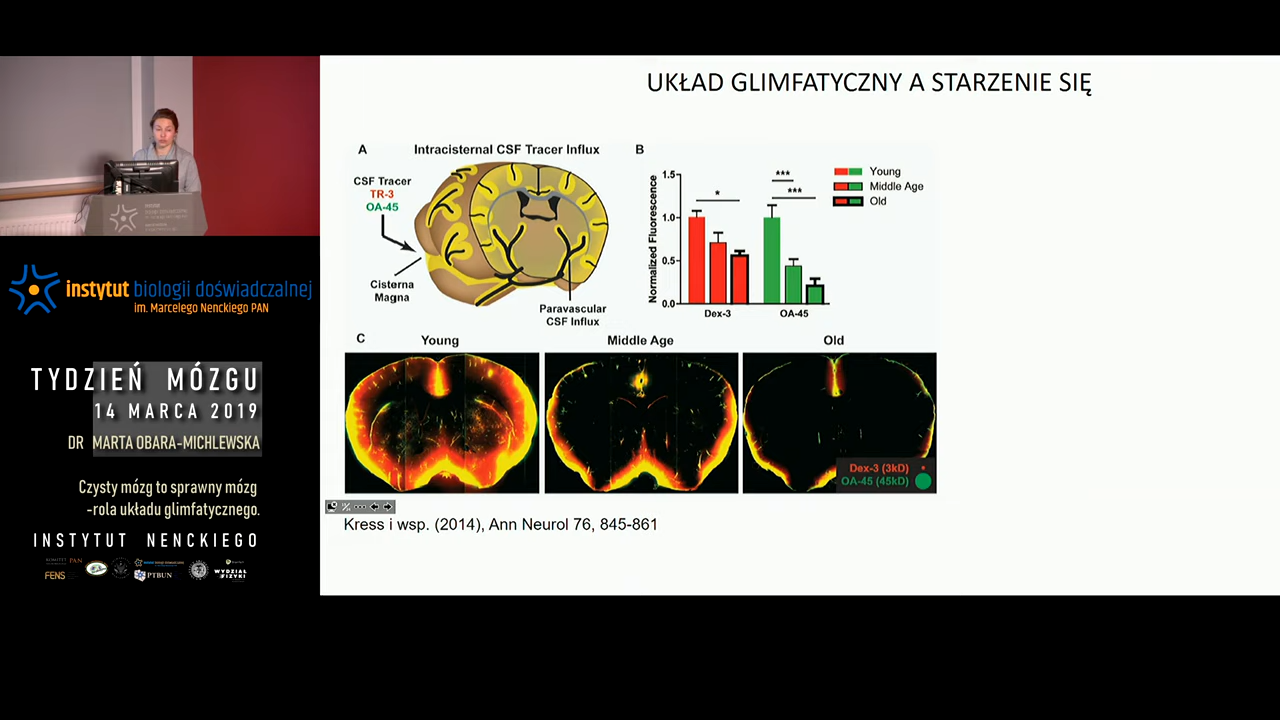 UKŁAD GLIMFATYCZNY A STARZENIE SIĘ
A
Intracisternal CSF Tracer Influx
CSF Tracer
TR-3
OA-45
Cisterna
Magna
Paravascular
CSF Influx
B
Normalized Fluorescence
1.5
1.0
0.5
0.0
*
***
***
Dex-3
OA-45
Young
Middle Age
Old
C
Young
Middle Age
Old
Dex-3 (3kD)
OA-45 (45kD)
Kress i wsp. (2014), Ann Neurol 76, 845-861
instytut biologii doświadczalnej
im. Marcelego Nenckiego PAN
TYDZIEŃ MÓZGU
14 MARCA 2019
DR MARTA OBARA-MICHLEWSKA
Czysty mózg to sprawny mózg
-rola układu glimfatycznego.
INSTYTUT NENCKIEGO
FENS
PTBUN
WYDZIAŁ
FIZYKI